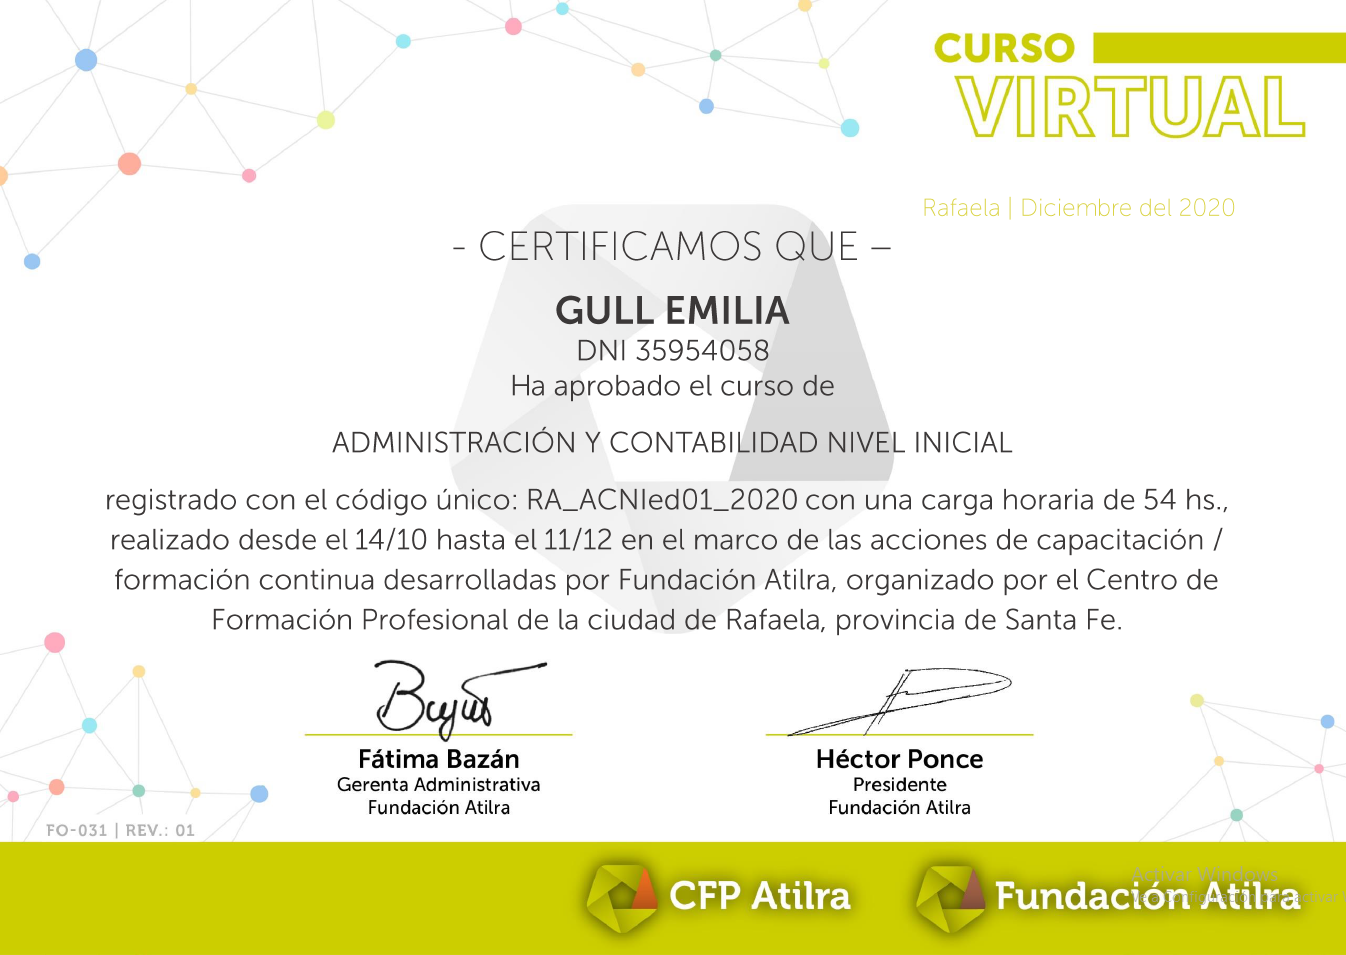 CURSO
VIRTUAL
Rafaela | Diciembre del 2020
- CERTIFICAMOS QUE –
GULL EMILIA
DNI 35954058
Ha aprobado el curso de
ADMINISTRACIÓN Y CONTABILIDAD NIVEL INICIAL
registrado con el código único: RA_ACNIed01_2020 con una carga horaria de 54 hs.,
realizado desde el 14/10 hasta el 11/12 en el marco de las acciones de capacitación /
formación continua desarrolladas por Fundación Atilra, organizado por el Centro de
Formación Profesional de la ciudad de Rafaela, provincia de Santa Fe.
Fátima Bazán
Gerenta Administrativa
Fundación Atilra
Héctor Ponce
Presidente
Fundación Atilra
FO-031 | REV.: 01
CFP Atilra
Fundación Atilra
Activar Windows